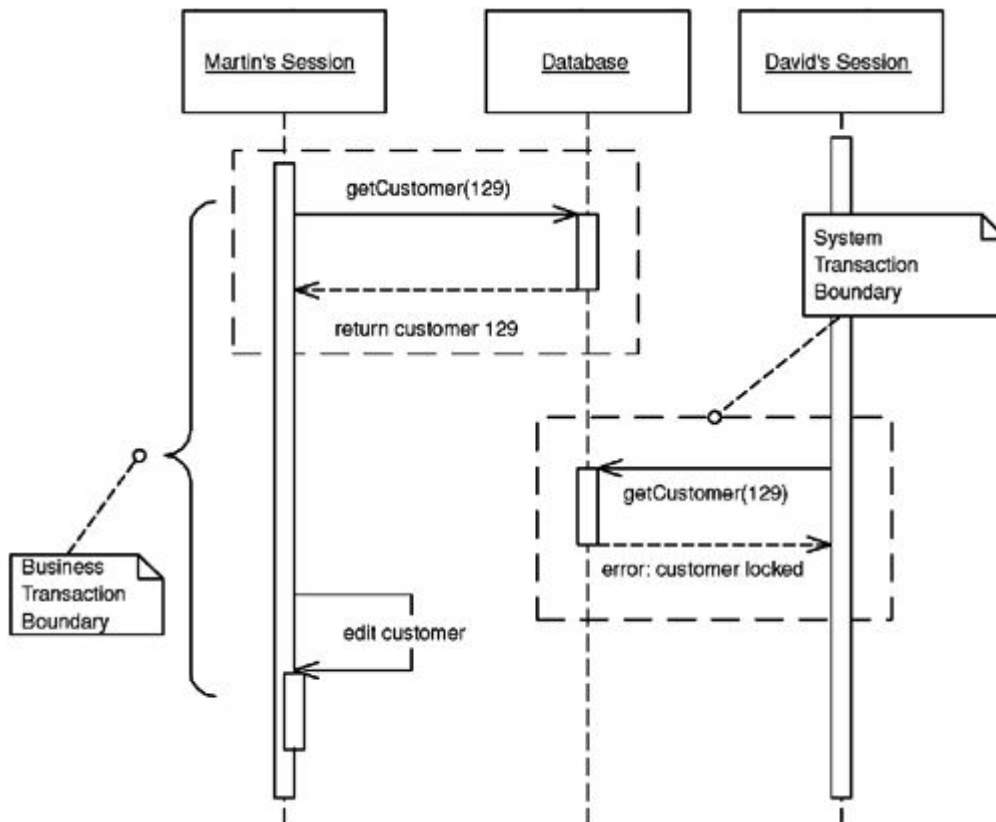 Martin's Session
Database
David's Session
getCustomer(129)
return customer 129
System
Transaction
Boundary
getCustomer(129)
error: customer locked
Business
Transaction
Boundary
edit customer